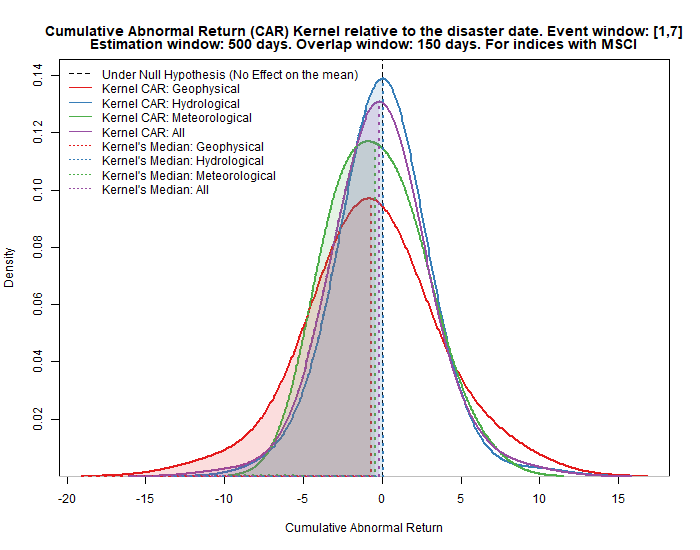 Cumulative Abnormal Return (CAR) Kernel relative to the disaster date. Event window: [1,7]
Estimation window: 500 days. Overlap window: 150 days. For indices with MSCI
Under Null Hypothesis (No Effect on the mean)
Kernel CAR: Geophysical
Kernel CAR: Hydrological
Kernel CAR: Meteorological
Kernel CAR: All
Kernel's Median: Geophysical
Kernel's Median: Hydrological
Kernel's Median: Meteorological
Kernel's Median: All
Density
0.14
0.12
0.10
0.08
0.06
0.04
0.02
-20 -15 -10 -5 0 5 10 15
Cumulative Abnormal Return